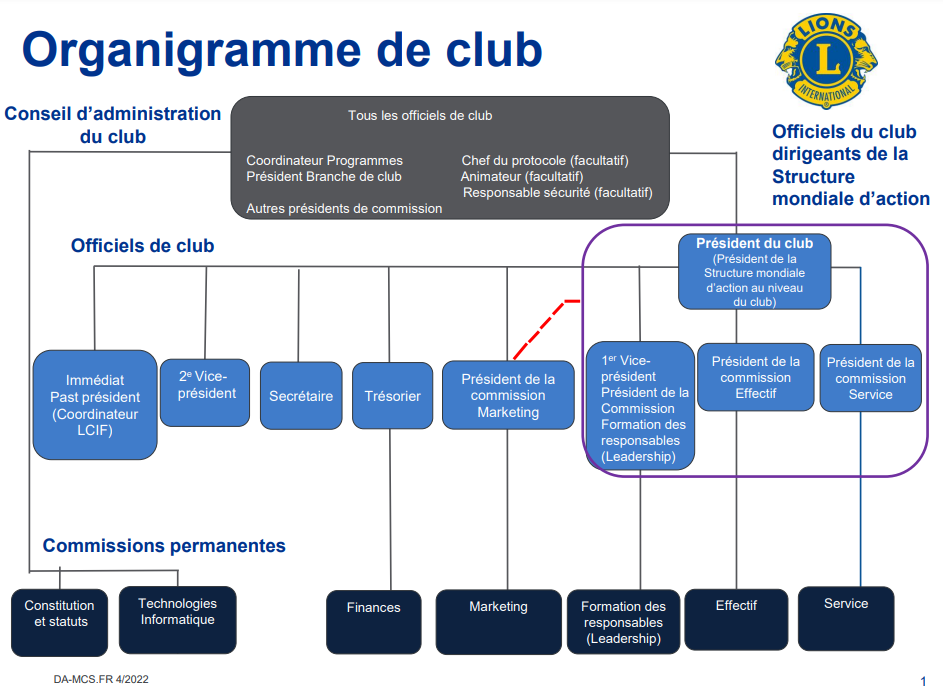 Organigramme de club
LIONS
L
INTERNATIONAL
Conseil d’administration
du club
Tous les officiels de club
Coordinateur Programmes
Président Branche de club
Autres présidents de commission
Chef du protocole (facultatif)
Animateur (facultatif)
Responsable sécurité (facultatif)
Officiels du club
dirigeants de la
Structure
mondiale d’action
Officiels de club
Président du club
(Président de la
Structure mondiale
d’action au niveau
du club)
Immédiat
Past président
(Coordinateur
LCIF)
2e Vice-
président
Secrétaire
Trésorier
Président de la
commission
Marketing
1er Vice-
président
Président de la
Commission
Formation des
responsables
(Leadership)
Président de la
commission
Effectif
Président de la
commission
Service
Commissions permanentes
Constitution
et statuts
Technologies
Informatique
Finances
Marketing
Formation des
responsables
(Leadership)
Effectif
Service
DA-MCS.FR 4/2022
1